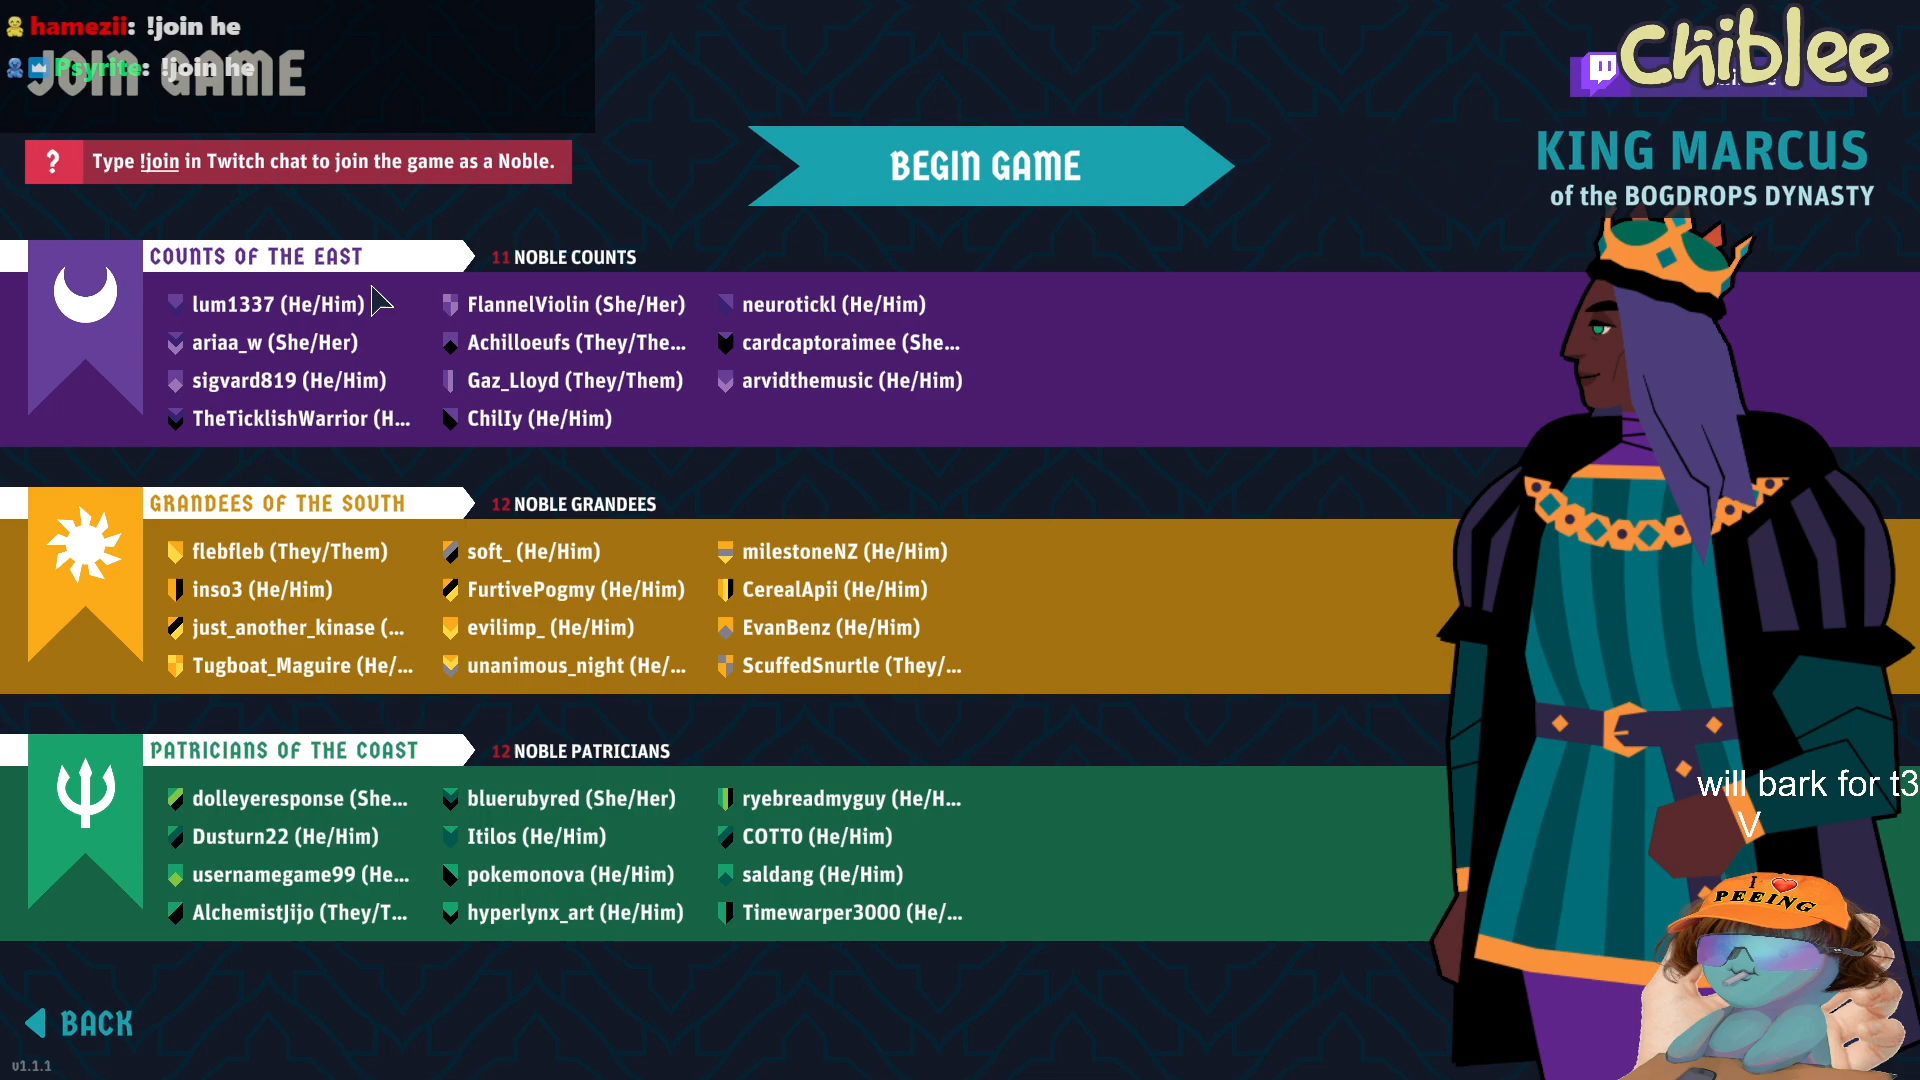 hamezii: !join he
Psyrite: !join he
JOIN GAME
Chiblee
? Type !join in Twitch chat to join the game as a Noble.
BEGIN GAME
KING MARCUS
of the BOGDROPS DYNASTY
COUNTS OF THE EAST 11 NOBLE COUNTS
lum1337 (He/Him) FlannelViolin (She/Her) neurotickl (He/Him)
ariaa_w (She/Her) Achilloeufs (They/The... cardcaptoraimee (She...
sigvard819 (He/Him) Gaz_Lloyd (They/Them) arvidthemusic (He/Him)
TheTicklishWarrior (H... ChilIy (He/Him)
GRANDEES OF THE SOUTH 12 NOBLE GRANDEES
flebfleb (They/Them) soft_ (He/Him) milestoneNZ (He/Him)
inso3 (He/Him) FurtivePogmy (He/Him) CerealApii (He/Him)
just_another_kinase (... evilimp_ (He/Him) EvanBenz (He/Him)
Tugboat_Maguire (He/... unanimous_night (He/... ScuffedSnurtle (They/...
PATRICIANS OF THE COAST 12 NOBLE PATRICIANS
dolleyeresponse (She... bluerubyred (She/Her) ryebreadmyguy (He/H...
Dusturn22 (He/Him) Itilos (He/Him) COTT0 (He/Him)
usernamegame99 (He... pokemonova (He/Him) saldang (He/Him)
AlchemistJijo (They/T... hyperlynx_art (He/Him) Timewarper3000 (He/...
will bark for t3
V
I ❤ PEEING
BACK
v1.1.1